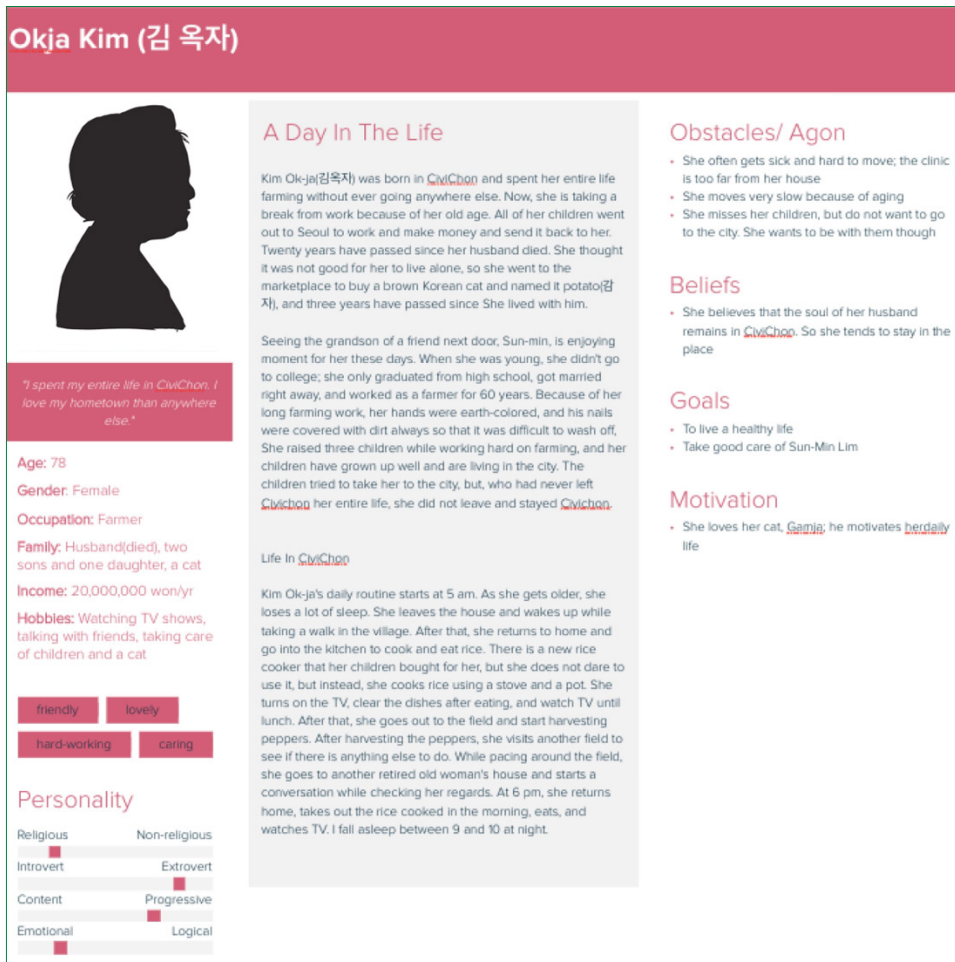 Okja Kim (김 옥자)
"I spent my entire life in CiviChon. I
love my hometown than anywhere
else."
Age: 78
Gender: Female
Occupation: Farmer
Family: Husband(died), two
sons and one daughter, a cat
Income: 20,000,000 won/yr
Hobbies: Watching TV shows,
talking with friends, taking care
of children and a cat
friendly lovely
hard-working caring
Personality
Religious Non-religious
Introvert Extrovert
Content Progressive
Emotional Logical
A Day In The Life
Kim Ok-ja(김옥자) was born in CiviChon and spent her entire life
farming without ever going anywhere else. Now, she is taking a
break from work because of her old age. All of her children went
out to Seoul to work and make money and send it back to her.
Twenty years have passed since her husband died. She thought
it was not good for her to live alone, so she went to the
marketplace to buy a brown Korean cat and named it potato(감
자), and three years have passed since She lived with him.
Seeing the grandson of a friend next door, Sun-min, is enjoying
moment for her these days. When she was young, she didn't go
to college; she only graduated from high school, got married
right away, and worked as a farmer for 60 years. Because of her
long farming work, her hands were earth-colored, and his nails
were covered with dirt always so that it was difficult to wash off,
She raised three children while working hard on farming, and her
children have grown up well and are living in the city. The
children tried to take her to the city, but, who had never left
Civichon her entire life, she did not leave and stayed Civichon.
Life In CiviChon
Kim Ok-ja's daily routine starts at 5 am. As she gets older, she
loses a lot of sleep. She leaves the house and wakes up while
taking a walk in the village. After that, she returns to home and
go into the kitchen to cook and eat rice. There is a new rice
cooker that her children bought for her, but she does not dare to
use it, but instead, she cooks rice using a stove and a pot. She
turns on the TV, clear the dishes after eating, and watch TV until
lunch. After that, she goes out to the field and start harvesting
peppers. After harvesting the peppers, she visits another field to
see if there is anything else to do. While pacing around the field,
she goes to another retired old woman's house and starts a
conversation while checking her regards. At 6 pm, she returns
home, takes out the rice cooked in the morning, eats, and
watches TV. I fall asleep between 9 and 10 at night.
Obstacles/ Agon
• She often gets sick and hard to move; the clinic
is too far from her house
• She moves very slow because of aging
• She misses her children, but do not want to go
to the city. She wants to be with them though
Beliefs
• She believes that the soul of her husband
remains in CiviChon. So she tends to stay in the
place
Goals
• To live a healthy life
• Take good care of Sun-Min Lim
Motivation
• She loves her cat, Gamja; he motivates herdaily
life